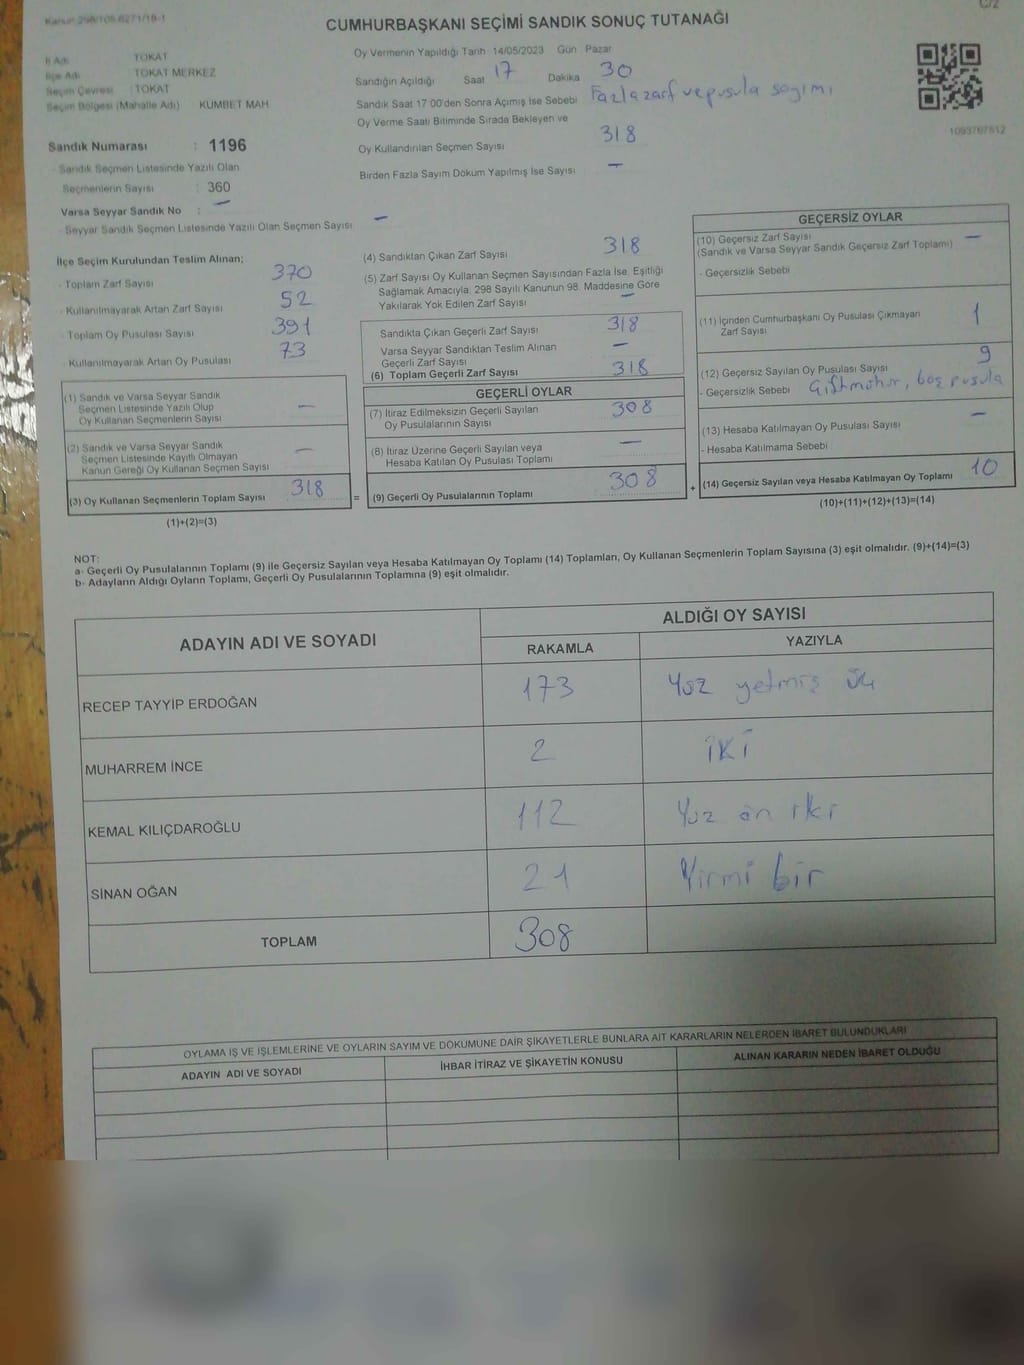 C/2
Kanun 298/105 6271/19-1
CUMHURBAŞKANI SEÇİMİ SANDIK SONUÇ TUTANAĞI
İl Adı : TOKAT
İlçe Adı : TOKAT MERKEZ
Seçim Çevresi : TOKAT
Seçim Bölgesi (Mahalle Adı) KUMBET MAH
Sandık Numarası : 1196
Sandık Seçmen Listesinde Yazılı Olan
Seçmenlerin Sayısı : 360
Varsa Seyyar Sandık No : —
Seyyar Sandık Seçmen Listesinde Yazılı Olan Seçmen Sayısı —
Oy Vermenin Yapıldığı Tarih 14/05/2023 Gün Pazar
Sandığın Açıldığı Saat 17 Dakika 30
Sandık Saat 17 00'den Sonra Açımış İse Sebebi Fazla zarf ve pusula sayımı
Oy Verme Saati Bitiminde Sırada Bekleyen ve
Oy Kullandırılan Seçmen Sayısı 318
Birden Fazla Sayım Dökum Yapılmış İse Sayısı —
1093767612
İlçe Seçim Kurulundan Teslim Alınan;
- Toplam Zarf Sayısı 370
- Kullanılmayarak Artan Zarf Sayısı 52
- Toplam Oy Pusulası Sayısı 391
- Kullanılmayarak Artan Oy Pusulası 73
(1) Sandık ve Varsa Seyyar Sandık
Seçmen Listesinde Yazılı Olup
Oy Kullanan Seçmenlerin Sayısı —
(2) Sandık ve Varsa Seyyar Sandık
Seçmen Listesinde Kayıtlı Olmayan
Kanun Gereği Oy Kullanan Seçmen Sayısı —
(3) Oy Kullanan Seçmenlerin Toplam Sayısı 318 =
(1)+(2)=(3)
(4) Sandıktan Çıkan Zarf Sayısı 318
(5) Zarf Sayısı Oy Kullanan Seçmen Sayısından Fazla İse, Eşitliği
Sağlamak Amacıyla, 298 Sayılı Kanunun 98. Maddesine Göre
Yakılarak Yok Edilen Zarf Sayısı —
Sandıkta Çıkan Geçerli Zarf Sayısı 318
Varsa Seyyar Sandıktan Teslim Alınan
Geçerli Zarf Sayısı —
(6) Toplam Geçerli Zarf Sayısı 318
GEÇERLİ OYLAR
(7) İtiraz Edilmeksizin Geçerli Sayılan
Oy Pusulalarının Sayısı 308
(8) İtiraz Üzerine Geçerli Sayılan veya
Hesaba Katılan Oy Pusulası Toplamı —
(9) Geçerli Oy Pusulalarının Toplamı 308 +
GEÇERSİZ OYLAR
(10) Geçersiz Zarf Sayısı
(Sandık ve Varsa Seyyar Sandık Geçersiz Zarf Toplamı) —
- Geçersizlik Sebebi
(11) İçinden Cumhurbaşkanı Oy Pusulası Çıkmayan
Zarf Sayısı 1
(12) Geçersiz Sayılan Oy Pusulası Sayısı 9
- Geçersizlik Sebebi Çift mühür, boş pusula
(13) Hesaba Katılmayan Oy Pusulası Sayısı —
- Hesaba Katılmama Sebebi
(14) Geçersiz Sayılan veya Hesaba Katılmayan Oy Toplamı 10
(10)+(11)+(12)+(13)=(14)
NOT:
a- Geçerli Oy Pusulalarının Toplamı (9) ile Geçersiz Sayılan veya Hesaba Katılmayan Oy Toplamı (14) Toplamları, Oy Kullanan Seçmenlerin Toplam Sayısına (3) eşit olmalıdır. (9)+(14)=(3)
b- Adayların Aldığı Oyların Toplamı, Geçerli Oy Pusulalarının Toplamına (9) eşit olmalıdır.
ADAYIN ADI VE SOYADI ALDIĞI OY SAYISI
RAKAMLA YAZIYLA
RECEP TAYYİP ERDOĞAN 173 Yüz yetmiş üç
MUHARREM İNCE 2 iki
KEMAL KILIÇDAROĞLU 112 Yüz on iki
SİNAN OĞAN 21 Yirmi bir
TOPLAM 308
OYLAMA İŞ VE İŞLEMLERİNE VE OYLARIN SAYIM VE DÖKÜMÜNE DAİR ŞİKAYETLERLE BUNLARA AİT KARARLARIN NELERDEN İBARET BULUNDUKLARI
ADAYIN ADI VE SOYADI İHBAR İTİRAZ VE ŞİKAYETİN KONUSU ALINAN KARARIN NEDEN İBARET OLDUĞU